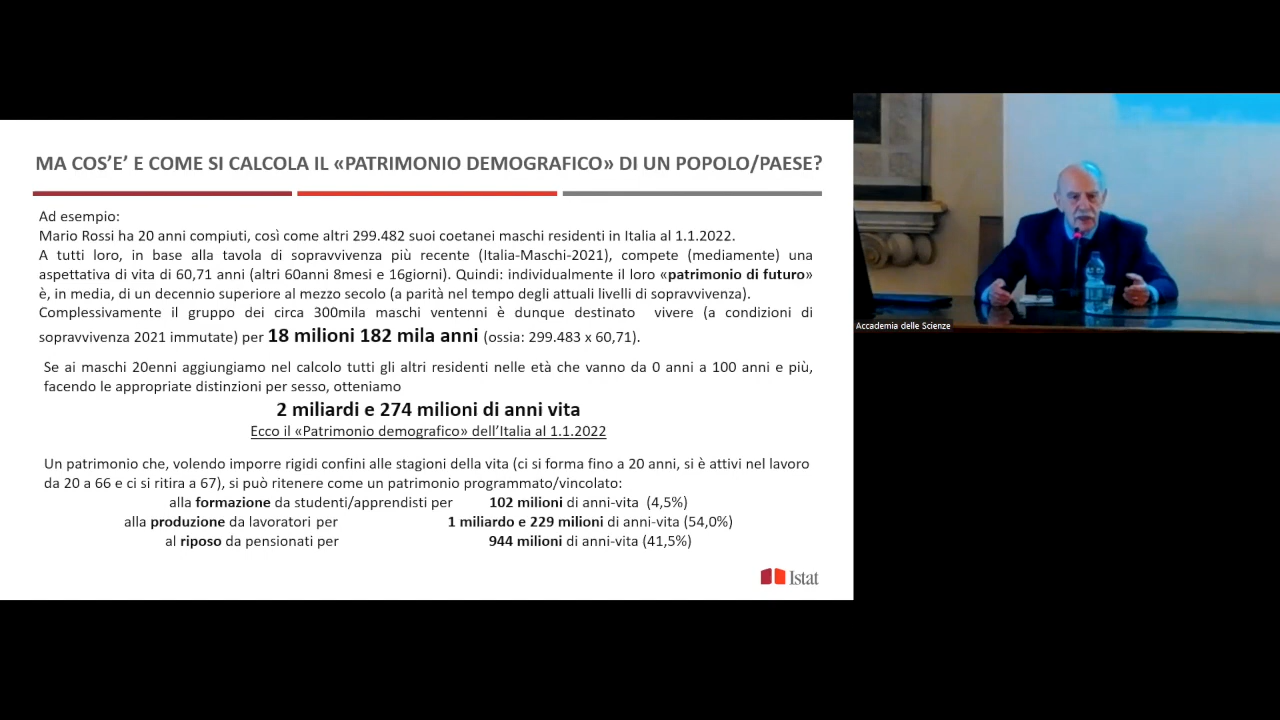 MA COS’E’ E COME SI CALCOLA IL «PATRIMONIO DEMOGRAFICO» DI UN POPOLO/PAESE?
Ad esempio:
Mario Rossi ha 20 anni compiuti, così come altri 299.482 suoi coetanei maschi residenti in Italia al 1.1.2022.
A tutti loro, in base alla tavola di sopravvivenza più recente (Italia-Maschi-2021), compete (mediamente) una
aspettativa di vita di 60,71 anni (altri 60anni 8mesi e 16giorni). Quindi: individualmente il loro «patrimonio di futuro»
è, in media, di un decennio superiore al mezzo secolo (a parità nel tempo degli attuali livelli di sopravvivenza).
Complessivamente il gruppo dei circa 300mila maschi ventenni è dunque destinato vivere (a condizioni di
sopravvivenza 2021 immutate) per 18 milioni 182 mila anni (ossia: 299.483 x 60,71).
Se ai maschi 20enni aggiungiamo nel calcolo tutti gli altri residenti nelle età che vanno da 0 anni a 100 anni e più,
facendo le appropriate distinzioni per sesso, otteniamo
2 miliardi e 274 milioni di anni vita
Ecco il «Patrimonio demografico» dell’Italia al 1.1.2022
Un patrimonio che, volendo imporre rigidi confini alle stagioni della vita (ci si forma fino a 20 anni, si è attivi nel lavoro
da 20 a 66 e ci si ritira a 67), si può ritenere come un patrimonio programmato/vincolato:
alla formazione da studenti/apprendisti per 102 milioni di anni-vita (4,5%)
alla produzione da lavoratori per 1 miliardo e 229 milioni di anni-vita (54,0%)
al riposo da pensionati per 944 milioni di anni-vita (41,5%)
Istat
Accademia delle Scienze